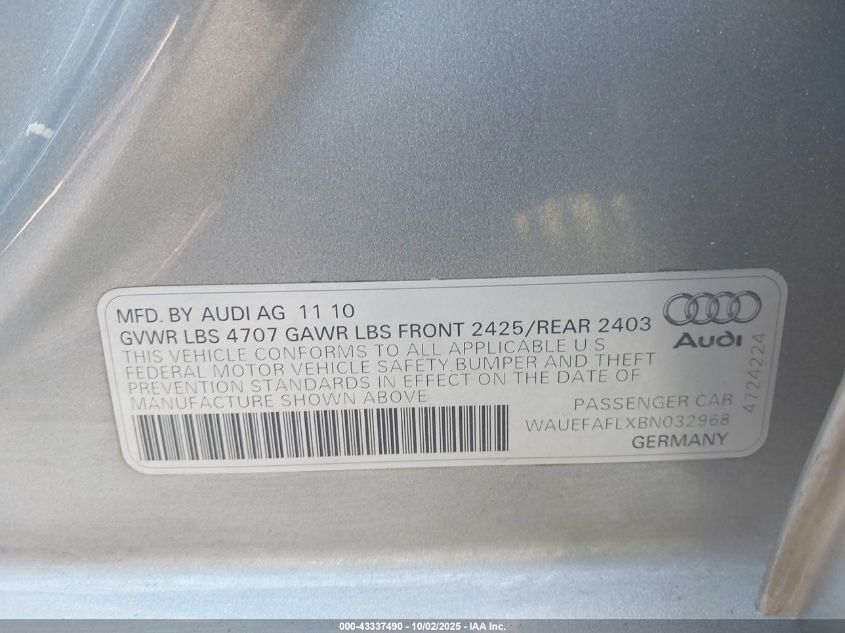 MFD. BY AUDI AG 11 10
GVWR LBS 4707 GAWR LBS FRONT 2425/REAR 2403
THIS VEHICLE CONFORMS TO ALL APPLICABLE U S
FEDERAL MOTOR VEHICLE SAFETY,BUMPER AND THEFT
PREVENTION STANDARDS IN EFFECT ON THE DATE OF
MANUFACTURE SHOWN ABOVE
Audi
PASSENGER CAR
WAUEFAFLXBN032968
GERMANY
4724224
000-43337490 - 10/02/2025 - IAA Inc.